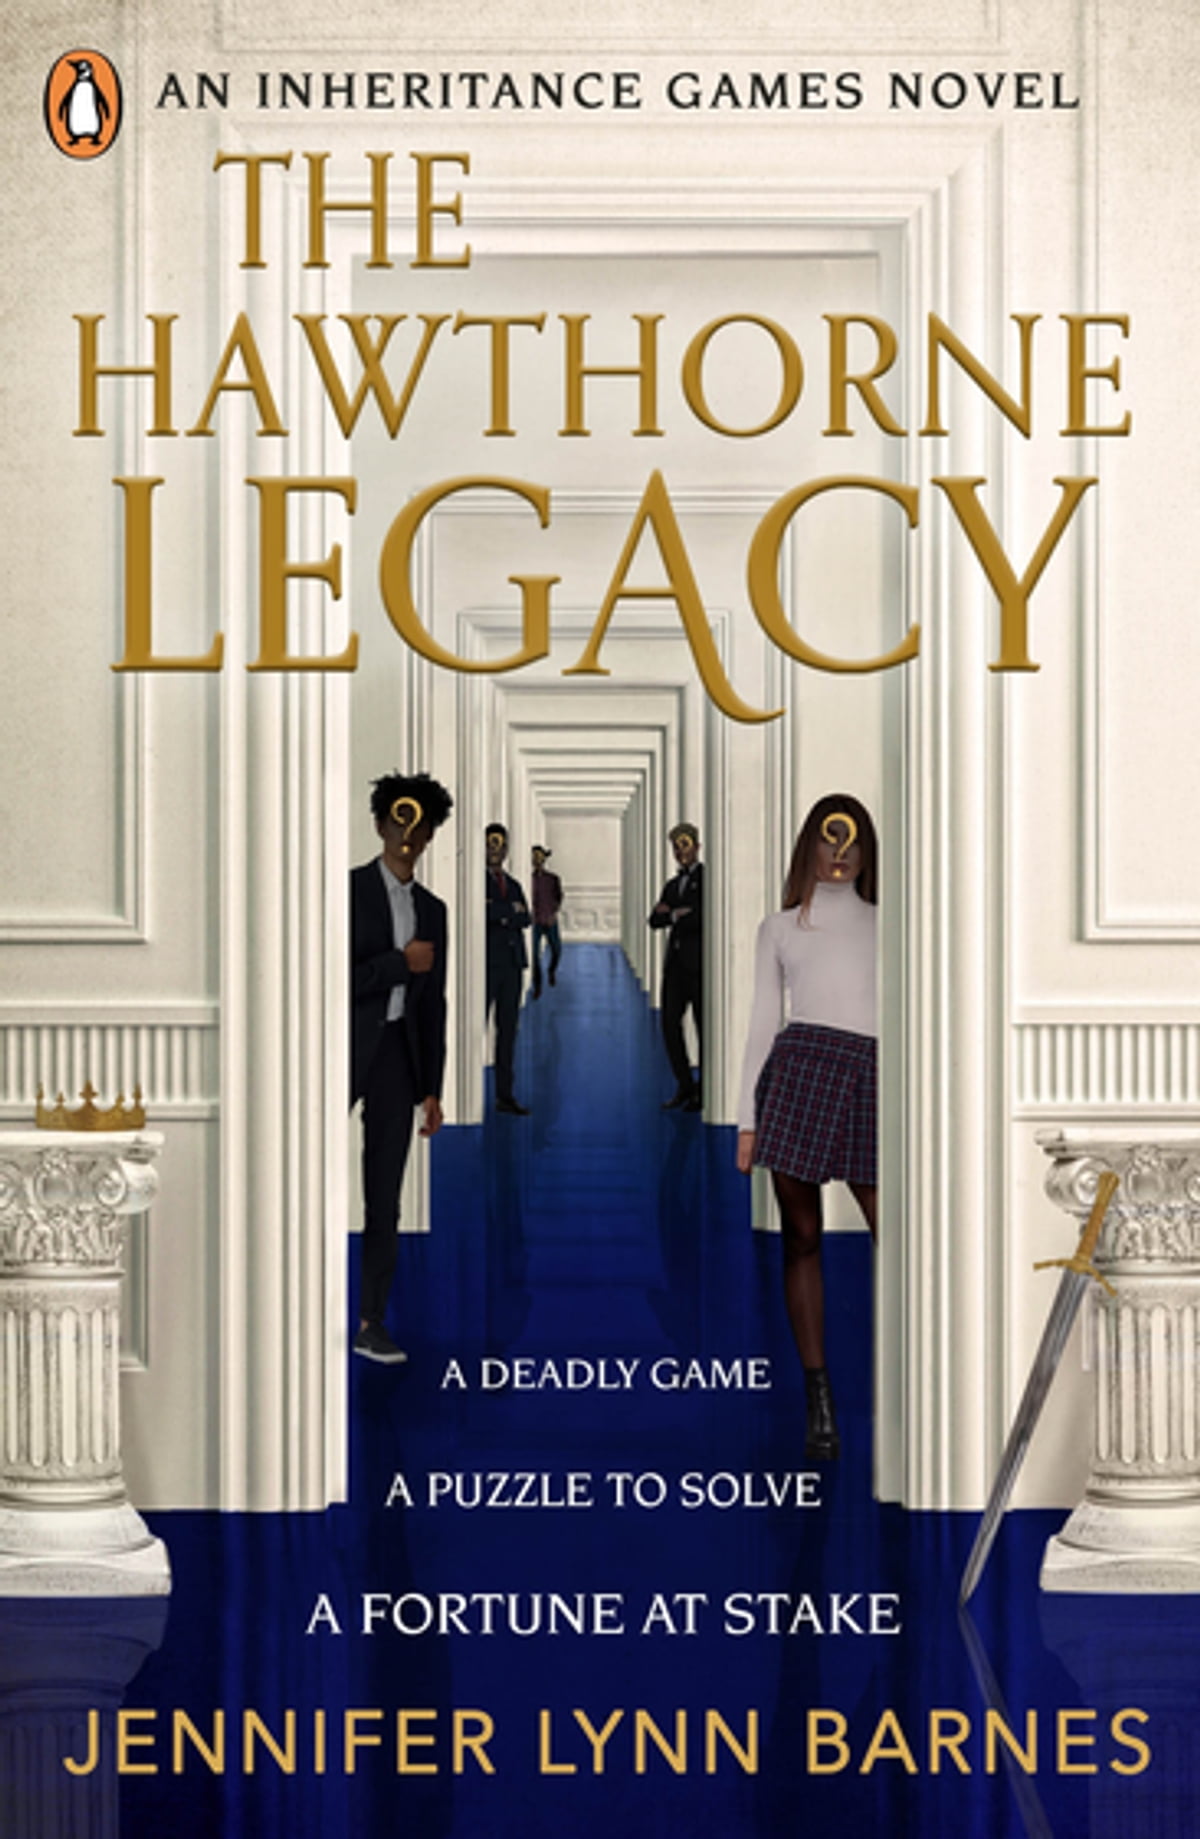 AN INHERITANCE GAMES NOVEL
THE
HAWTHORNE
LEGACY
?
?
?
?
A DEADLY GAME
A PUZZLE TO SOLVE
A FORTUNE AT STAKE
JENNIFER LYNN BARNES